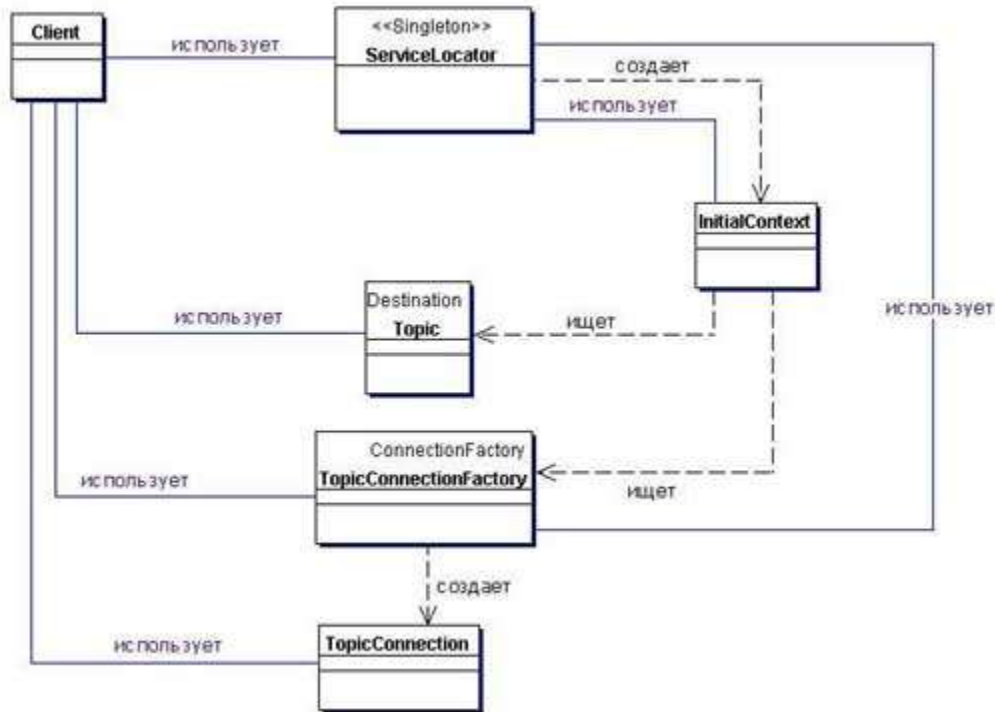 Client
использует
<<Singleton>>
ServiceLocator
создает
использует
InitialContext
использует
Destination
Topic
использует
ищет
ConnectionFactory
TopicConnectionFactory
использует
ищет
создает
TopicConnection
использует